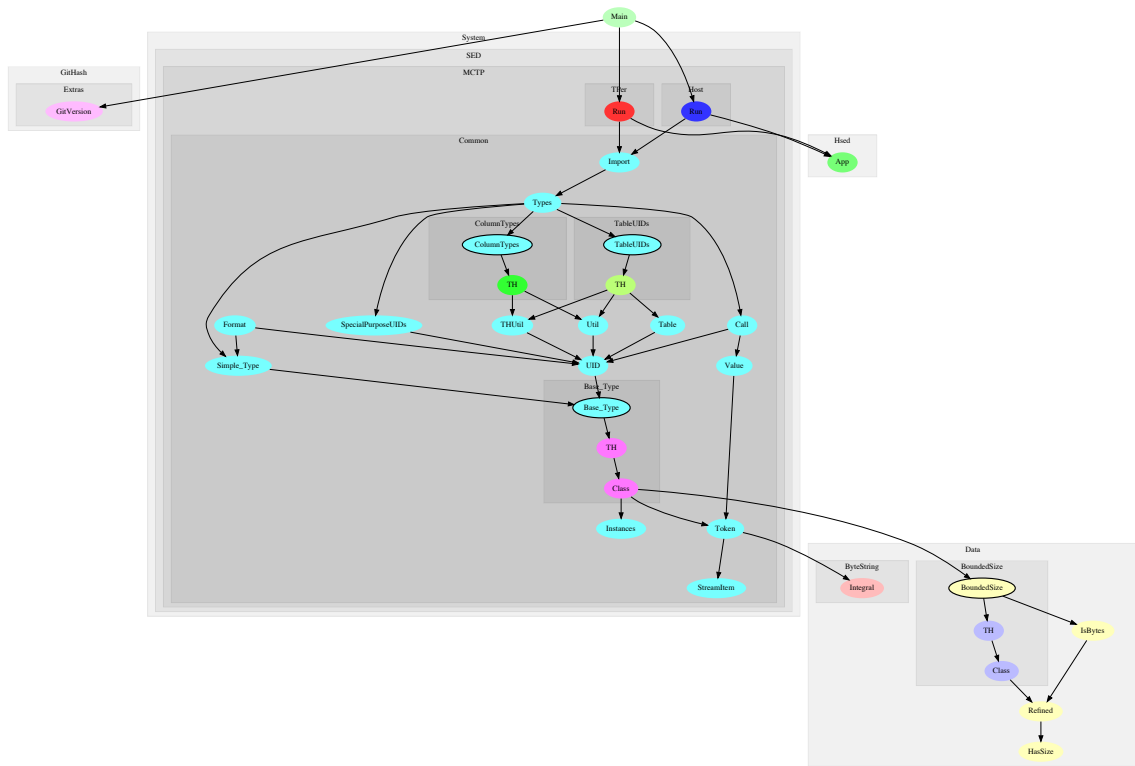 Main
System
SED
GitHash
MCTP
Extras
TPer
Host
GitVersion
Run
Run
Hsed
Common
App
Import
Types
ColumnTypes
TableUIDs
ColumnTypes
TableUIDs
TH
TH
Format
SpecialPurposeUIDs
THUtil
Util
Table
Call
Simple_Type
UID
Value
Base_Type
Base_Type
TH
Class
Instances
Token
Data
ByteString
BoundedSize
StreamItem
Integral
BoundedSize
TH
IsBytes
Class
Refined
HasSize